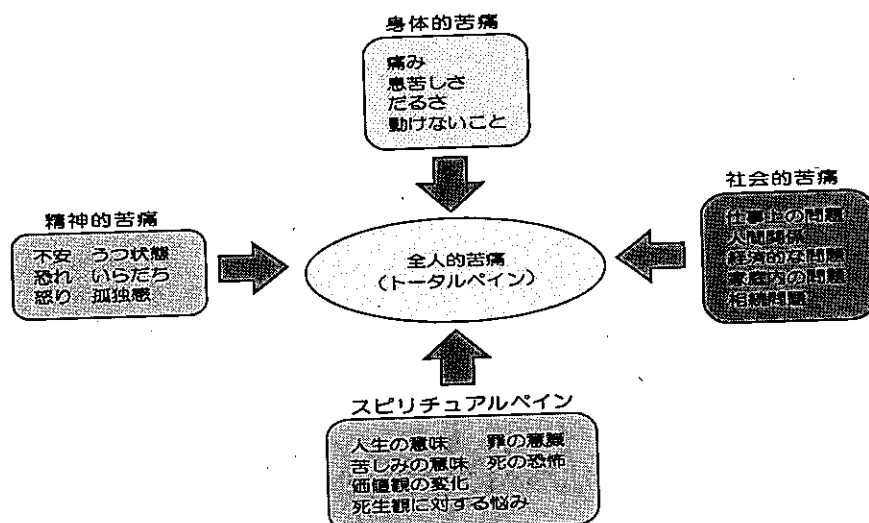 身体的苦痛
痛み
息苦しさ
だるさ
動けないこと
精神的苦痛
不安 うつ状態
恐れ いらだち
怒り 孤独感
全人的苦痛
(トータルペイン)
社会的苦痛
仕事上の問題
人間関係
経済的な問題
家庭内の問題
相続問題
スピリチュアルペイン
人生の意味 罪の意識
苦しみの意味 死の恐怖
価値観の変化
死生観に対する悩み